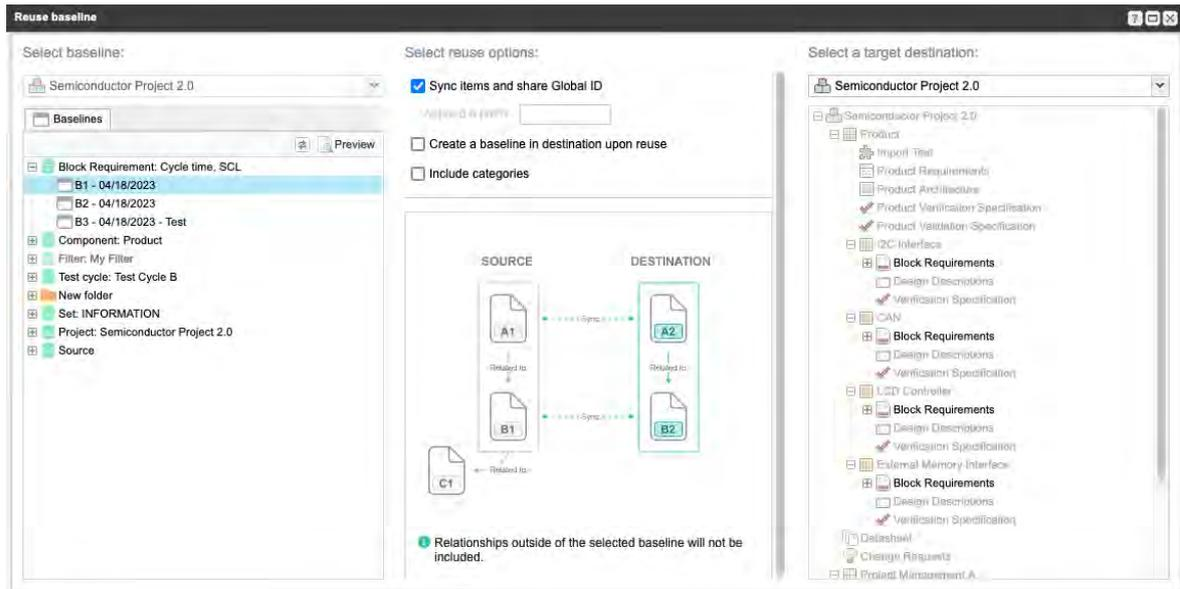 Reuse baseline
Select baseline:
Semiconductor Project 2.0
Baselines
Preview
Block Requirement: Cycle time, SCL
B1 - 04/18/2023
B2 - 04/18/2023
B3 - 04/18/2023 - Test
Component: Product
Filter: My Filter
Test cycle: Test Cycle B
New folder
Set: INFORMATION
Project: Semiconductor Project 2.0
Source
Select reuse options:
Sync items and share Global ID
Create a baseline in destination upon reuse
Include categories
SOURCE
DESTINATION
A1
Sync
A2
Related to
Related to
B1
Sync
B2
C1
Related to
Relationships outside of the selected baseline will not be
included.
Select a target destination:
Semiconductor Project 2.0
Semiconductor Project 2.0
Product
Import Test
Product Requirements
Product Architecture
Product Verification Specification
Product Validation Specification
I2C Interface
Block Requirements
Design Descriptions
Verification Specification
CAN
Block Requirements
Design Descriptions
Verification Specification
LCD Controller
Block Requirements
Design Descriptions
Verification Specification
External Memory Interface
Block Requirements
Design Descriptions
Verification Specification
Datasheet
Change Requests
Project Management A